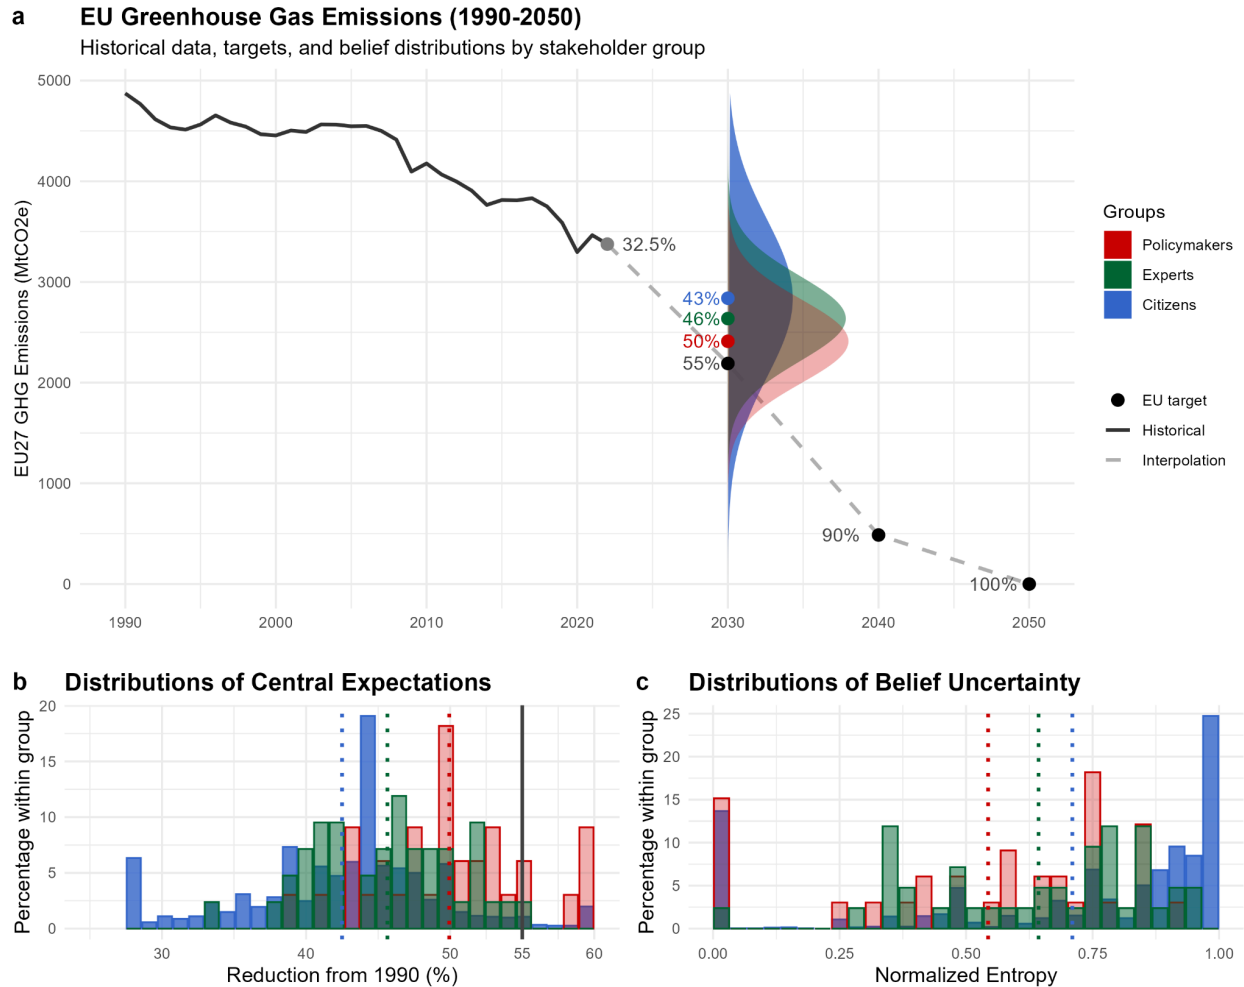 a
EU Greenhouse Gas Emissions (1990-2050)
Historical data, targets, and belief distributions by stakeholder group
EU27 GHG Emissions (MtCO2e)
5000
4000
3000
2000
1000
0
1990
2000
2010
2020
2030
2040
2050
32.5%
43%
46%
50%
55%
90%
100%
Groups
Policymakers
Experts
Citizens
EU target
Historical
Interpolation
b
Distributions of Central Expectations
Percentage within group
20
15
10
5
0
30
40
50
55
60
Reduction from 1990 (%)
c
Distributions of Belief Uncertainty
Percentage within group
25
20
15
10
5
0
0.00
0.25
0.50
0.75
1.00
Normalized Entropy